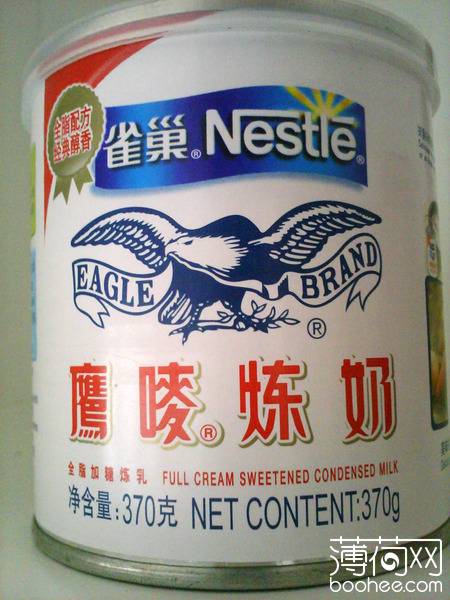 全脂配方
经典醇香
雀巢® Nestlé®
EAGLE BRAND
®
鹰唛®炼奶
全脂加糖炼乳 FULL CREAM SWEETENED CONDENSED MILK
净含量:370克 NET CONTENT:370g
薄荷网
boohee.com